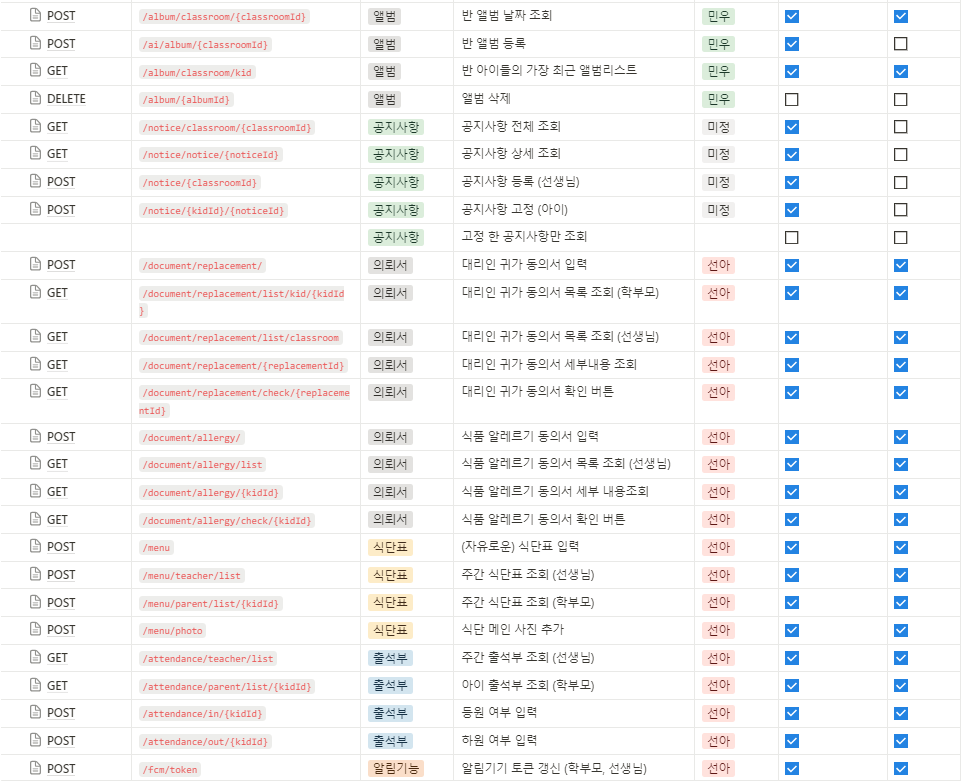 POST /album/classroom/{classroomId} 앨범 반 앨범 날짜 조회 민우
POST /ai/album/{classroomId} 앨범 반 앨범 등록 민우
GET /album/classroom/kid 앨범 반 아이들의 가장 최근 앨범리스트 민우
DELETE /album/{albumId} 앨범 앨범 삭제 민우
GET /notice/classroom/{classroomId} 공지사항 공지사항 전체 조회 미정
GET /notice/notice/{noticeId} 공지사항 공지사항 상세 조회 미정
POST /notice/{classroomId} 공지사항 공지사항 등록 (선생님) 미정
POST /notice/{kidId}/{noticeId} 공지사항 공지사항 고정 (아이) 미정
공지사항 고정 한 공지사항만 조회
POST /document/replacement/ 의뢰서 대리인 귀가 동의서 입력 선아
GET /document/replacement/list/kid/{kidId 의뢰서 대리인 귀가 동의서 목록 조회 (학부모) 선아
}
GET /document/replacement/list/classroom 의뢰서 대리인 귀가 동의서 목록 조회 (선생님) 선아
GET /document/replacement/{replacementId} 의뢰서 대리인 귀가 동의서 세부내용 조회 선아
GET /document/replacement/check/{replaceme 의뢰서 대리인 귀가 동의서 확인 버튼 선아
ntId}
POST /document/allergy/ 의뢰서 식품 알레르기 동의서 입력 선아
GET /document/allergy/list 의뢰서 식품 알레르기 동의서 목록 조회 (선생님) 선아
GET /document/allergy/{kidId} 의뢰서 식품 알레르기 동의서 세부 내용조회 선아
GET /document/allergy/check/{kidId} 의뢰서 식품 알레르기 동의서 확인 버튼 선아
POST /menu 식단표 (자유로운) 식단표 입력 선아
POST /menu/teacher/list 식단표 주간 식단표 조회 (선생님) 선아
POST /menu/parent/list/{kidId} 식단표 주간 식단표 조회 (학부모) 선아
POST /menu/photo 식단표 식단 메인 사진 추가 선아
GET /attendance/teacher/list 출석부 주간 출석부 조회 (선생님) 선아
GET /attendance/parent/list/{kidId} 출석부 아이 출석부 조회 (학부모) 선아
POST /attendance/in/{kidId} 출석부 등원 여부 입력 선아
POST /attendance/out/{kidId} 출석부 하원 여부 입력 선아
POST /fcm/token 알림기능 알림기기 토큰 갱신 (학부모, 선생님) 선아